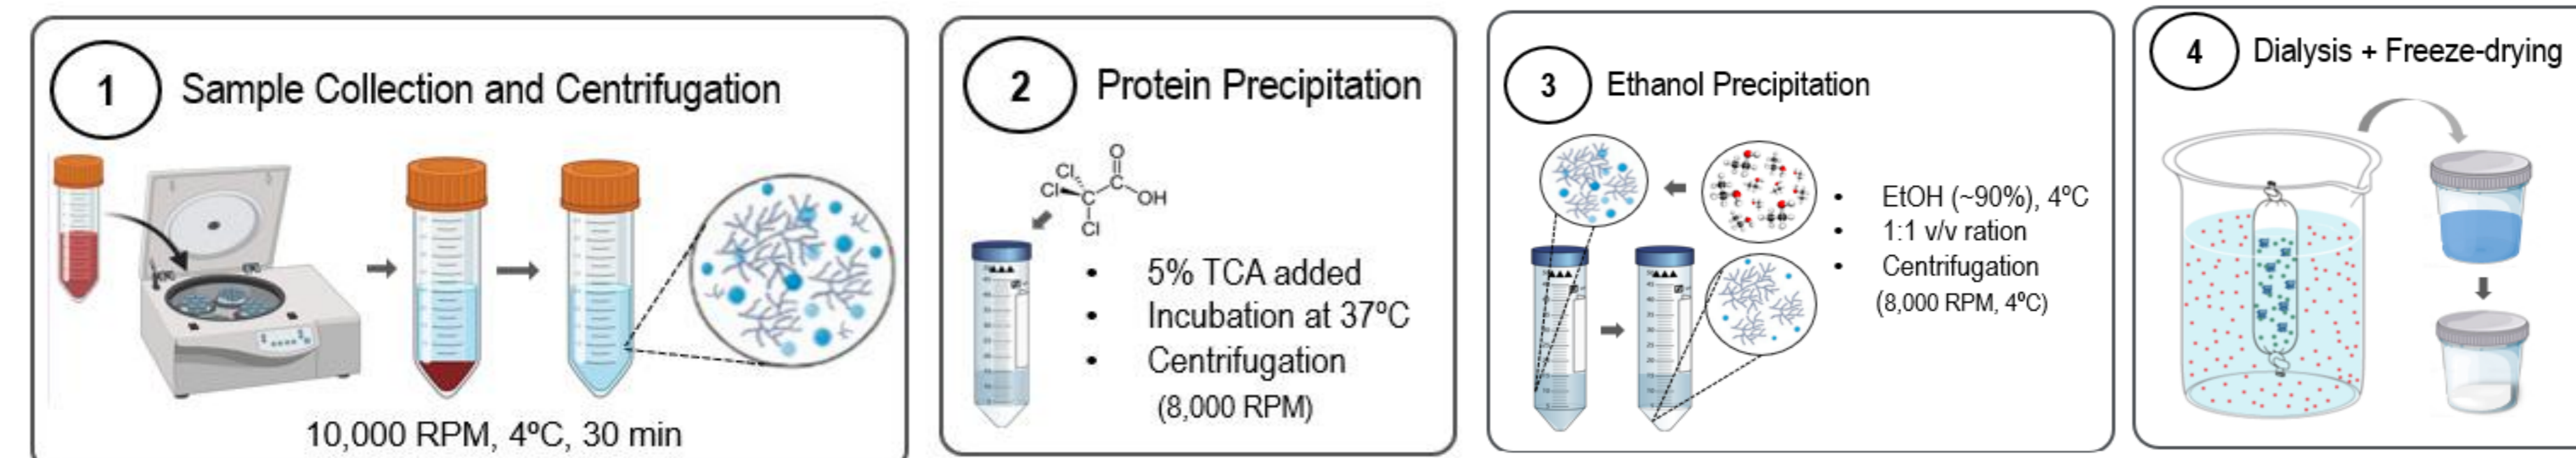 1
Sample Collection and Centrifugation
10,000 RPM, 4ºC, 30 min
2
Protein Precipitation
O
Cl
Cl
OH
Cl
• 5% TCA added
• Incubation at 37ºC
• Centrifugation
(8,000 RPM)
3
Ethanol Precipitation
• EtOH (~90%), 4ºC
• 1:1 v/v ration
• Centrifugation
(8,000 RPM, 4ºC)
4
Dialysis + Freeze-drying